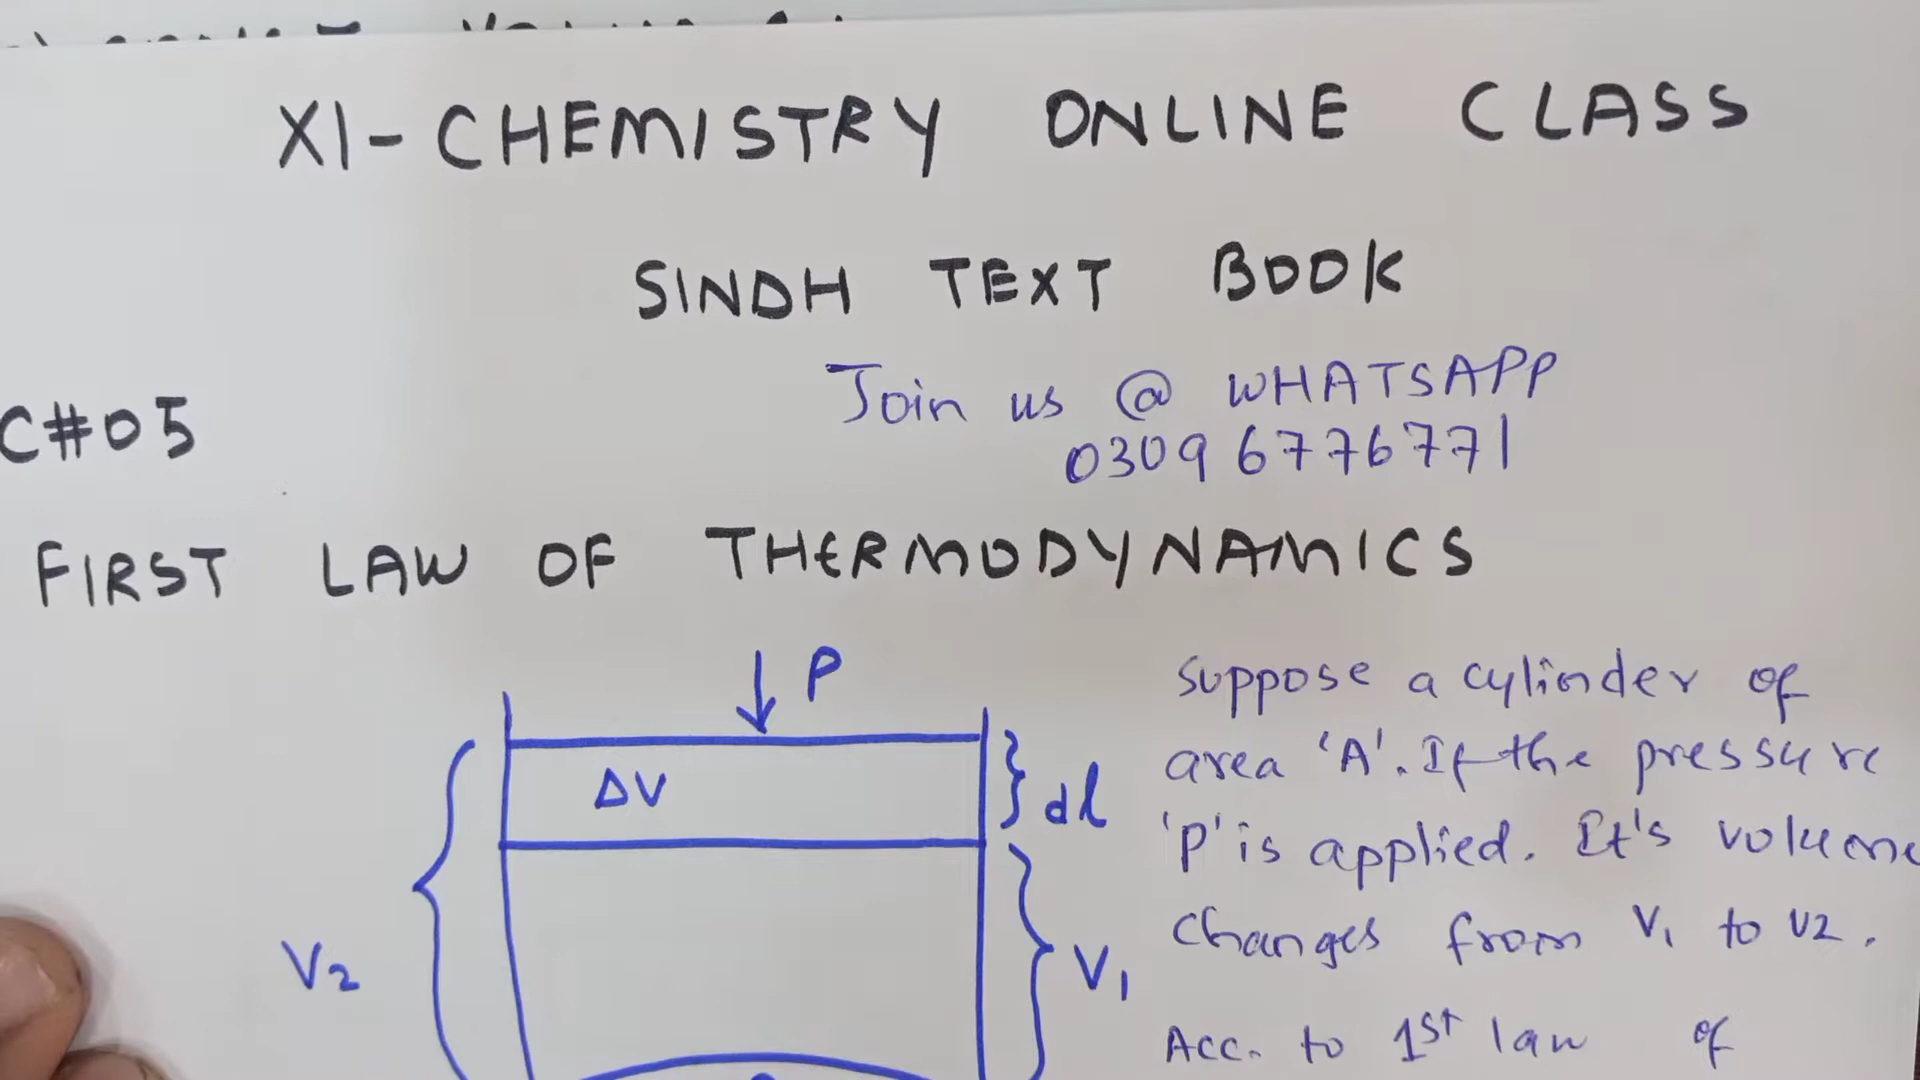 XI-CHEMISTRY ONLINE CLASS
SINDH TEXT BOOK
Join us @ WHATSAPP
0309 6776771
C#05
FIRST LAW OF THERMODYNAMICS
P
ΔV
dl
V2
V1
Suppose a cylinder of
area 'A'. If the pressure
'P' is applied. It's volume
changes from V1 to V2.
Acc. to 1st law of